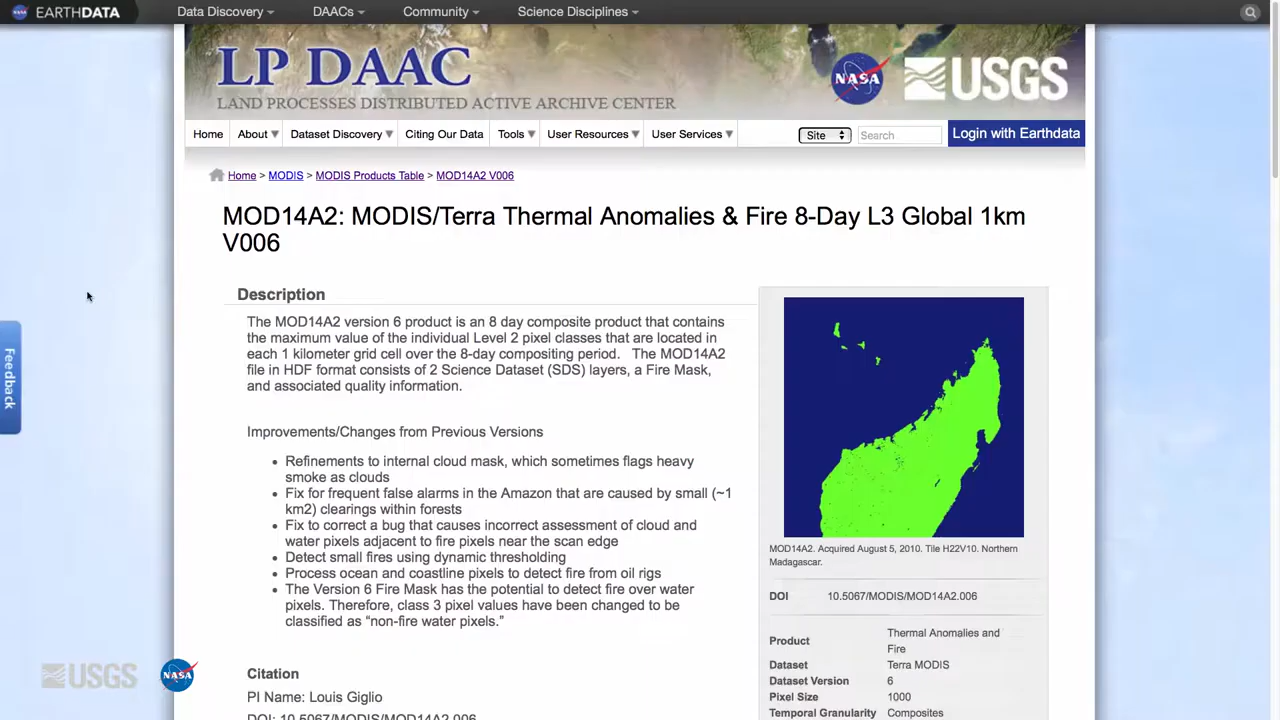 EARTHDATA Data Discovery DAACs Community Science Disciplines
LP DAAC
LAND PROCESSES DISTRIBUTED ACTIVE ARCHIVE CENTER
NASA USGS
Home About Dataset Discovery Citing Our Data Tools User Resources User Services Site Search... Login with Earthdata
Home > MODIS > MODIS Products Table > MOD14A2 V006
MOD14A2: MODIS/Terra Thermal Anomalies & Fire 8-Day L3 Global 1km
V006
Description
The MOD14A2 version 6 product is an 8 day composite product that contains
the maximum value of the individual Level 2 pixel classes that are located in
each 1 kilometer grid cell over the 8-day compositing period. The MOD14A2
file in HDF format consists of 2 Science Dataset (SDS) layers, a Fire Mask,
and associated quality information.
Improvements/Changes from Previous Versions
• Refinements to internal cloud mask, which sometimes flags heavy
smoke as clouds
• Fix for frequent false alarms in the Amazon that are caused by small (~1
km2) clearings within forests
• Fix to correct a bug that causes incorrect assessment of cloud and
water pixels adjacent to fire pixels near the scan edge
• Detect small fires using dynamic thresholding
• Process ocean and coastline pixels to detect fire from oil rigs
• The Version 6 Fire Mask has the potential to detect fire over water
pixels. Therefore, class 3 pixel values have been changed to be
classified as “non-fire water pixels.”
Citation
PI Name: Louis Giglio
DOI: 10.5067/MODIS/MOD14A2.006
MOD14A2. Acquired August 5, 2010. Tile H22V10. Northern
Madagascar.
DOI 10.5067/MODIS/MOD14A2.006
Product Thermal Anomalies and
Fire
Dataset Terra MODIS
Dataset Version 6
Pixel Size 1000
Temporal Granularity Composites
Feedback
USGS NASA